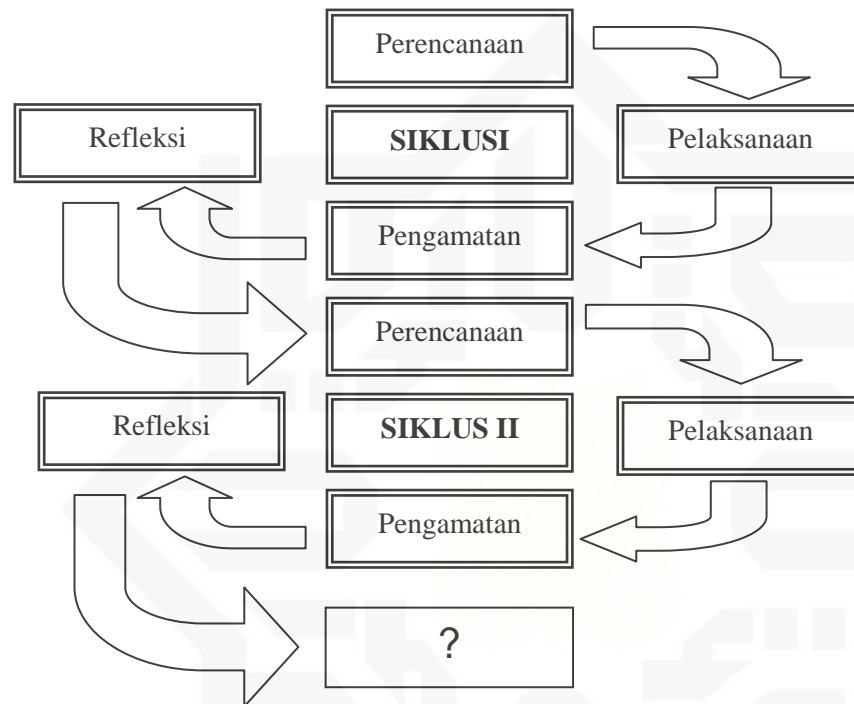 Perencanaan
Refleksi
SIKLUSI
Pelaksanaan
Pengamatan
Perencanaan
Refleksi
SIKLUS II
Pelaksanaan
Pengamatan
?